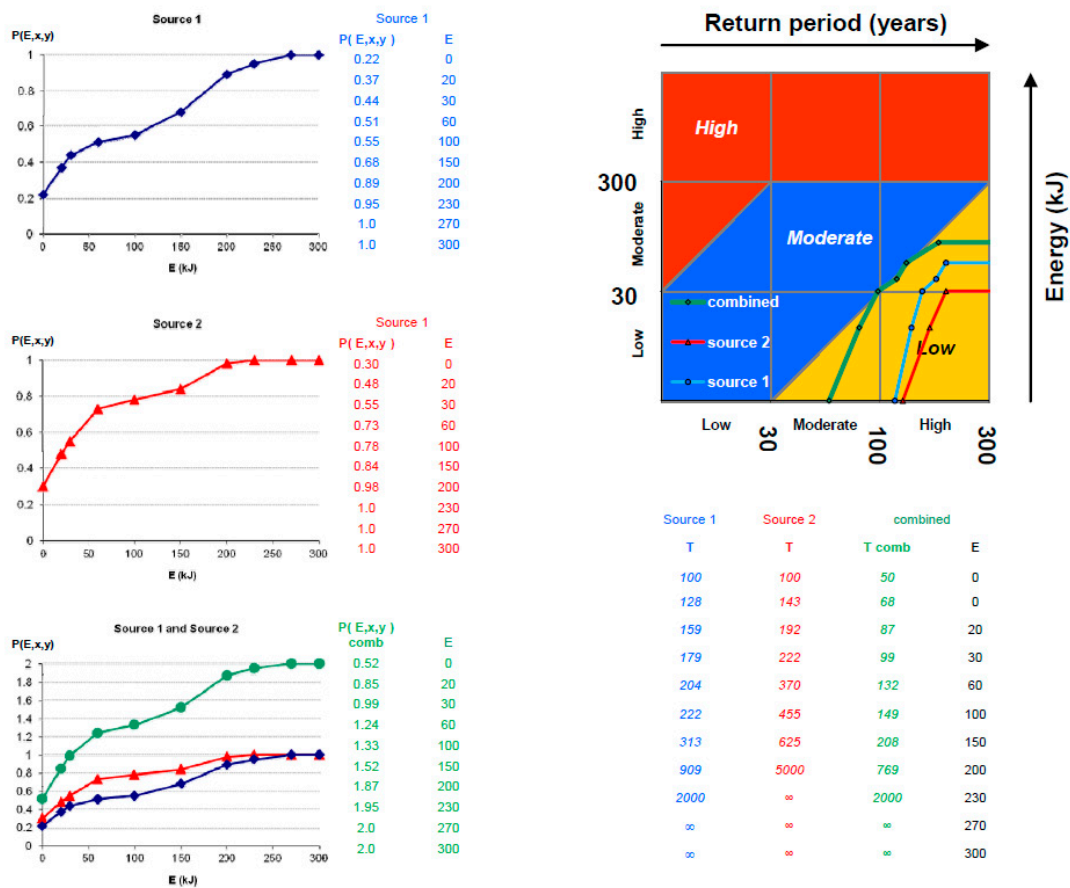 Source 1
P(E,x,y)
1
0.8
0.6
0.4
0.2
0
0 50 100 150 200 250 300
E (kJ)
Source 1
P( E,x,y) E
0.22 0
0.37 20
0.44 30
0.51 60
0.55 100
0.68 150
0.89 200
0.95 230
1.0 270
1.0 300
Source 2
P(E,x,y)
1
0.8
0.6
0.4
0.2
0
0 50 100 150 200 250 300
E (kJ)
Source 1
P( E,x,y) E
0.30 0
0.48 20
0.55 30
0.73 60
0.78 100
0.84 150
0.98 200
1.0 230
1.0 270
1.0 300
Source 1 and Source 2
P(E,x,y)
2
1.8
1.6
1.4
1.2
1
0.8
0.6
0.4
0.2
0
0 50 100 150 200 250 300
E (kJ)
P( E,x,y)
comb E
0.52 0
0.85 20
0.99 30
1.24 60
1.33 100
1.52 150
1.87 200
1.95 230
2.0 270
2.0 300
Return period (years)
Energy (kJ)
High
300
Moderate
30
Low
High
Moderate
Low
combined
source 2
source 1
Low 30 Moderate 100 High 300
Source 1 Source 2 combined
T T T comb E
100 100 50 0
128 143 68 0
159 192 87 20
179 222 99 30
204 370 132 60
222 455 149 100
313 625 208 150
909 5000 769 200
2000 ∞ 2000 230
∞ ∞ ∞ 270
∞ ∞ ∞ 300